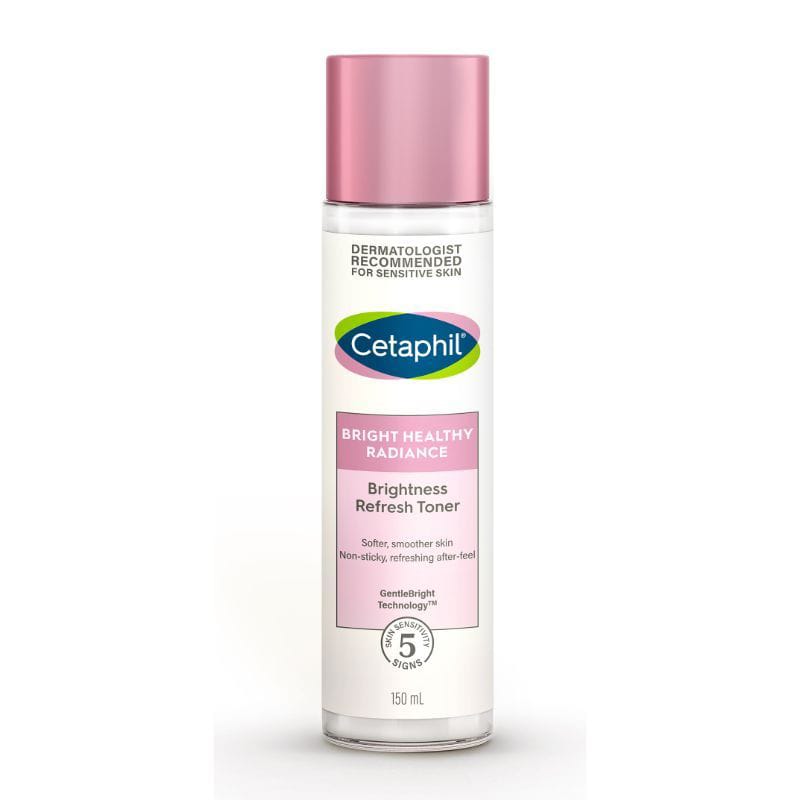 DERMATOLOGIST
RECOMMENDED
FOR SENSITIVE SKIN
Cetaphil®
BRIGHT HEALTHY
RADIANCE
Brightness
Refresh Toner
Softer, smoother skin
Non-sticky, refreshing after-feel
GentleBright
Technology™
SKIN SENSITIVITY
5
SIGNS
150 mL